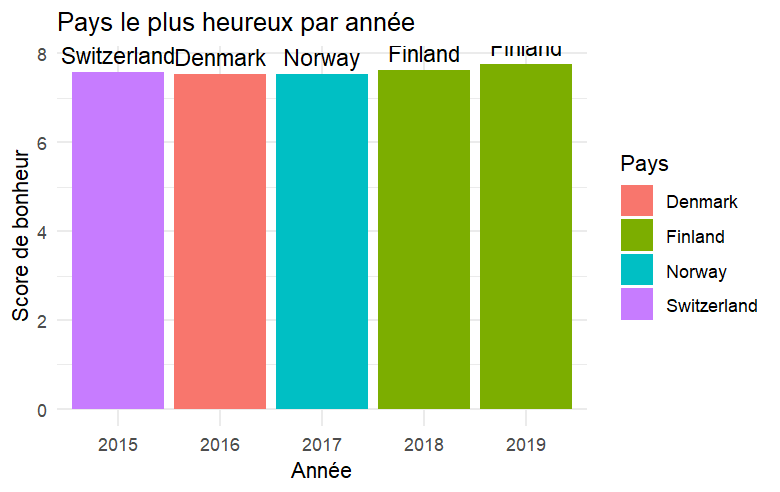 Pays le plus heureux par année
Switzerland
Denmark
Norway
Finland
Finland
8
6
4
2
0
Score de bonheur
2015
2016
2017
2018
2019
Année
Pays
Denmark
Finland
Norway
Switzerland